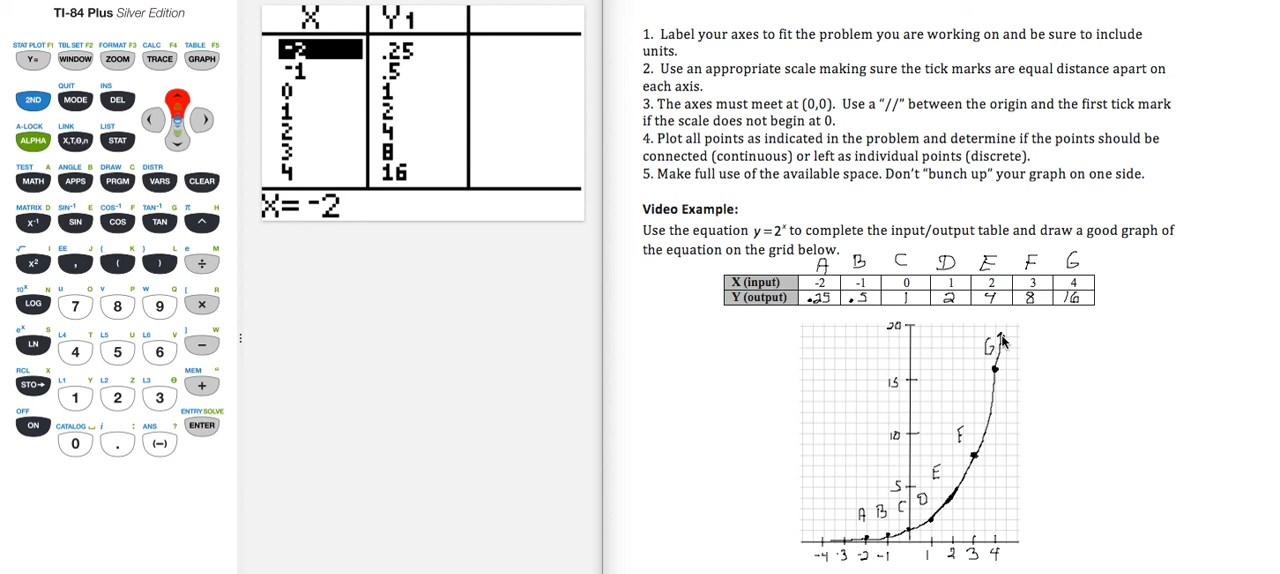 TI-84 Plus Silver Edition
STAT PLOT F1 TBL SET F2 FORMAT F3 CALC F4 TABLE F5
Y= WINDOW ZOOM TRACE GRAPH
QUIT INS
2ND MODE DEL
A-LOCK LINK LIST
ALPHA X,T,θ,n STAT
TEST A ANGLE B DRAW C DISTR
MATH APPS PRGM VARS CLEAR
MATRIX D SIN⁻¹ E COS⁻¹ F TAN⁻¹ G π H
X⁻¹ SIN COS TAN ^
√‾ I EE J { K } L e M
X² , ( ) ÷
10ˣ N u O v P w Q [ R
LOG 7 8 9 ×
eˣ S L4 T L5 U L6 V ] W
LN 4 5 6 −
RCL X L1 Y L2 Z L3 θ MEM "
STO→ 1 2 3 +
OFF CATALOG ⎵ i : ANS ? ENTRY SOLVE
ON 0 . (−) ENTER
X Y1
-2 .25
-1 .5
0 1
1 2
2 4
3 8
4 16
X= -2
1. Label your axes to fit the problem you are working on and be sure to include
units.
2. Use an appropriate scale making sure the tick marks are equal distance apart on
each axis.
3. The axes must meet at (0,0). Use a “//” between the origin and the first tick mark
if the scale does not begin at 0.
4. Plot all points as indicated in the problem and determine if the points should be
connected (continuous) or left as individual points (discrete).
5. Make full use of the available space. Don’t “bunch up” your graph on one side.
Video Example:
Use the equation y=2ˣ to complete the input/output table and draw a good graph of
the equation on the grid below.
A B C D E F G
X (input) -2 -1 0 1 2 3 4
Y (output) .25 .5 1 2 4 8 16
20
G
15
10 F
E
5
A B C D
-4 -3 -2 -1 1 2 3 4